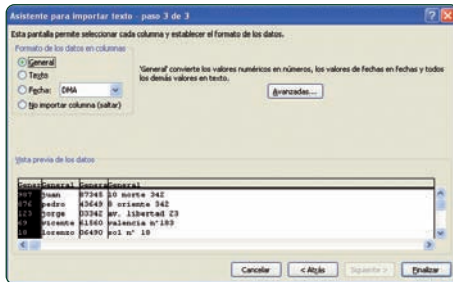 Asistente para importar texto - paso 3 de 3
Esta pantalla permite seleccionar cada columna y establecer el formato de los datos.
Formato de los datos en columnas
General
Texto
Fecha: DMA
No importar columna (saltar)
'General' convierte los valores numéricos en números, los valores de fechas en fechas y todos
los demás valores en texto.
Avanzadas...
Vista previa de los datos
General General General
juan 87345 10 norte 342
876 pedro 43649 8 oriente 342
123 jorge 03342 av. libertad 23
69 vicente 61560 valencia n°183
10 lorenzo 06490 sol n° 18
Cancelar < Atrás Siguiente > Finalizar